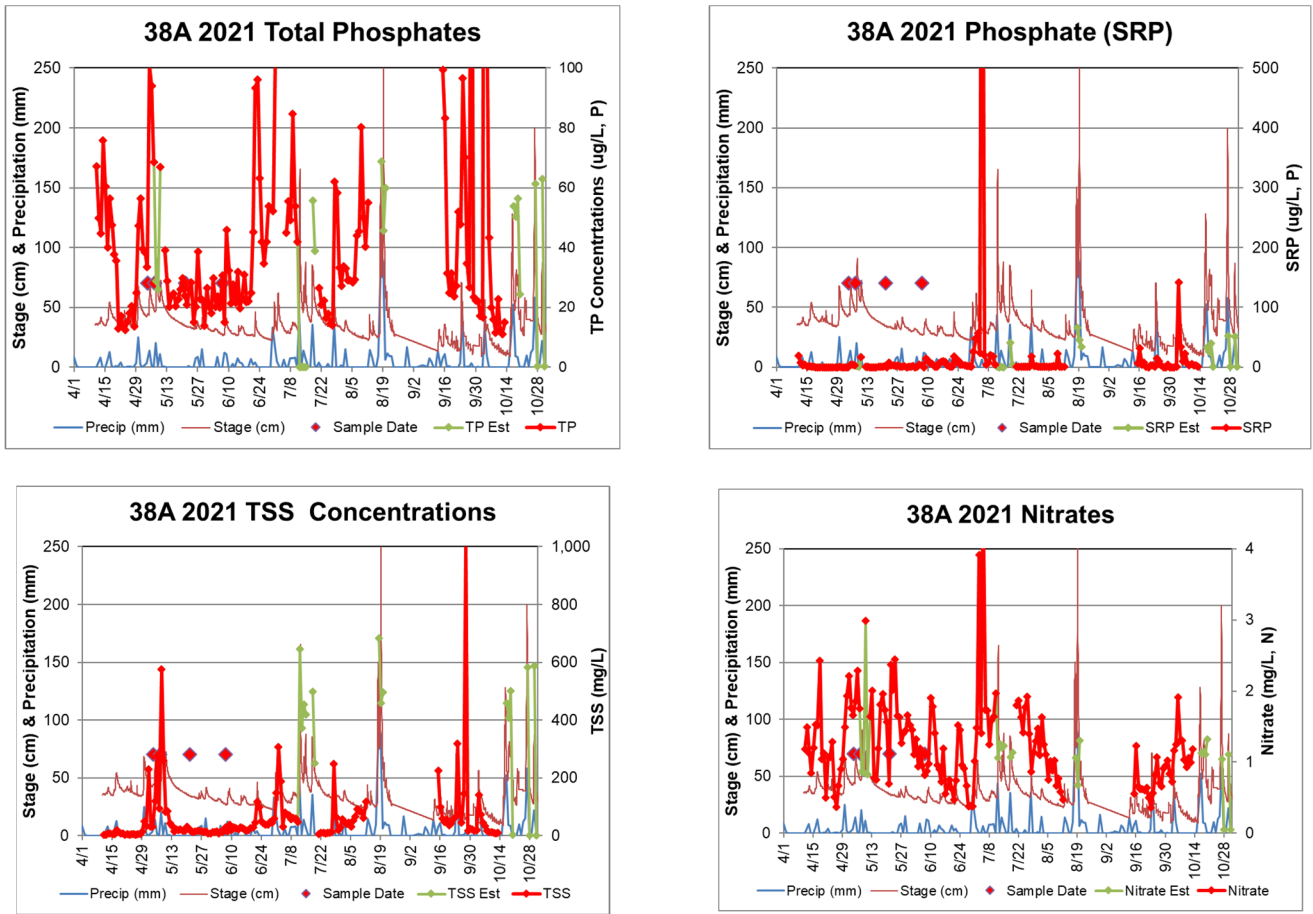 38A 2021 Total Phosphates
Stage (cm) & Precipitation (mm)
250
200
150
100
50
0
100
80
60
40
20
0
TP Concentrtations (ug/L, P)
4/1 4/15 4/29 5/13 5/27 6/10 6/24 7/8 7/22 8/5 8/19 9/2 9/16 9/30 10/14 10/28
Precip (mm) Stage (cm) Sample Date TP Est TP
38A 2021 Phosphate (SRP)
Stage (cm) & Precipitation (mm)
250
200
150
100
50
0
500
400
300
200
100
0
SRP (ug/L, P)
4/1 4/15 4/29 5/13 5/27 6/10 6/24 7/8 7/22 8/5 8/19 9/2 9/16 9/30 10/14 10/28
Precip (mm) Stage (cm) Sample Date SRP Est SRP
38A 2021 TSS Concentrations
Stage (cm) & Precipitation (mm)
250
200
150
100
50
0
1,000
800
600
400
200
0
TSS (mg/L)
4/1 4/15 4/29 5/13 5/27 6/10 6/24 7/8 7/22 8/5 8/19 9/2 9/16 9/30 10/14 10/28
Precip (mm) Stage (cm) Sample Date TSS Est TSS
38A 2021 Nitrates
Stage (cm) & Precipitation (mm)
250
200
150
100
50
0
4
3
2
1
0
Nitrate (mg/L, N)
4/1 4/15 4/29 5/13 5/27 6/10 6/24 7/8 7/22 8/5 8/19 9/2 9/16 9/30 10/14 10/28
Precip (mm) Stage (cm) Sample Date Nitrate Est Nitrate